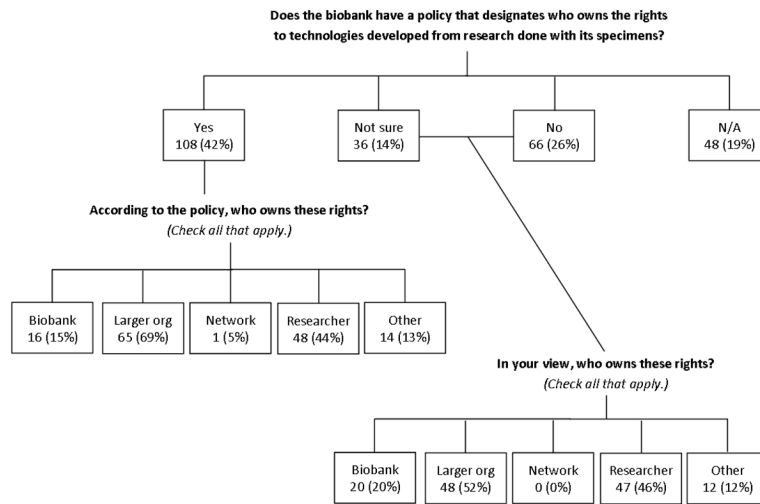 Does the biobank have a policy that designates who owns the rights
to technologies developed from research done with its specimens?
Yes
108 (42%)
Not sure
36 (14%)
No
66 (26%)
N/A
48 (19%)
According to the policy, who owns these rights?
(Check all that apply.)
Biobank
16 (15%)
Larger org
65 (69%)
Network
1 (5%)
Researcher
48 (44%)
Other
14 (13%)
In your view, who owns these rights?
(Check all that apply.)
Biobank
20 (20%)
Larger org
48 (52%)
Network
0 (0%)
Researcher
47 (46%)
Other
12 (12%)